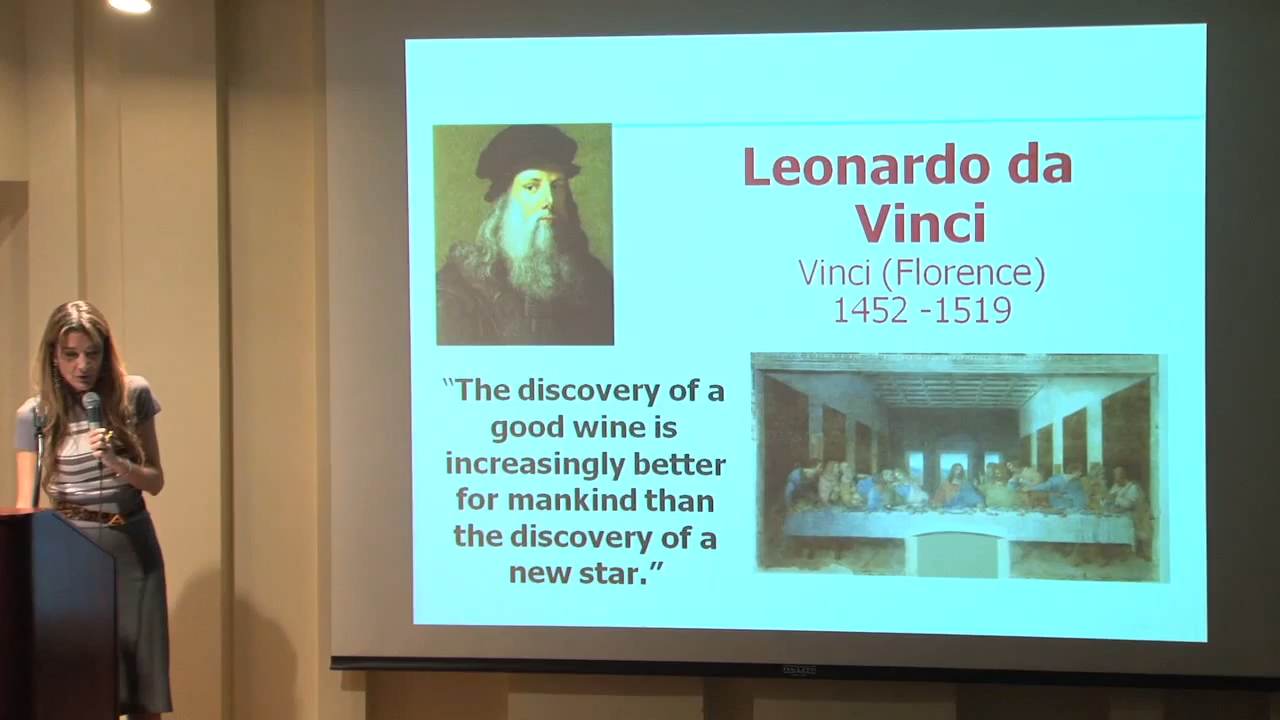 Leonardo da
Vinci
Vinci (Florence)
1452 -1519
“The discovery of a
good wine is
increasingly better
for mankind than
the discovery of a
new star.”